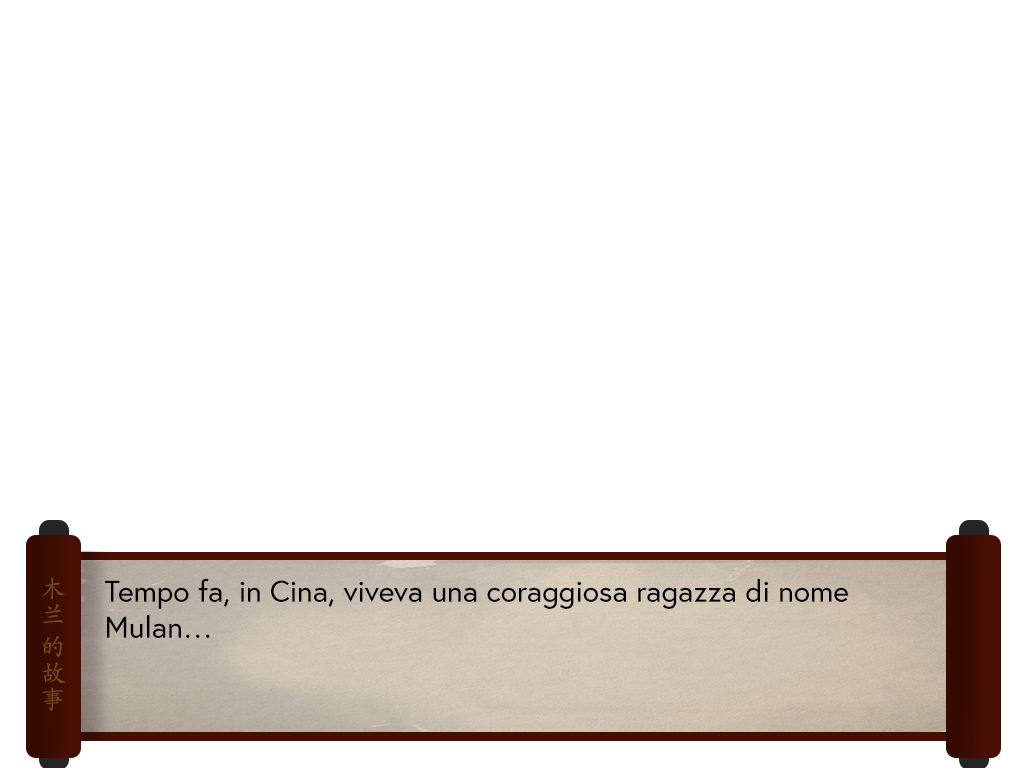 木兰的故事
Tempo fa, in Cina, viveva una coraggiosa ragazza di nome
Mulan…